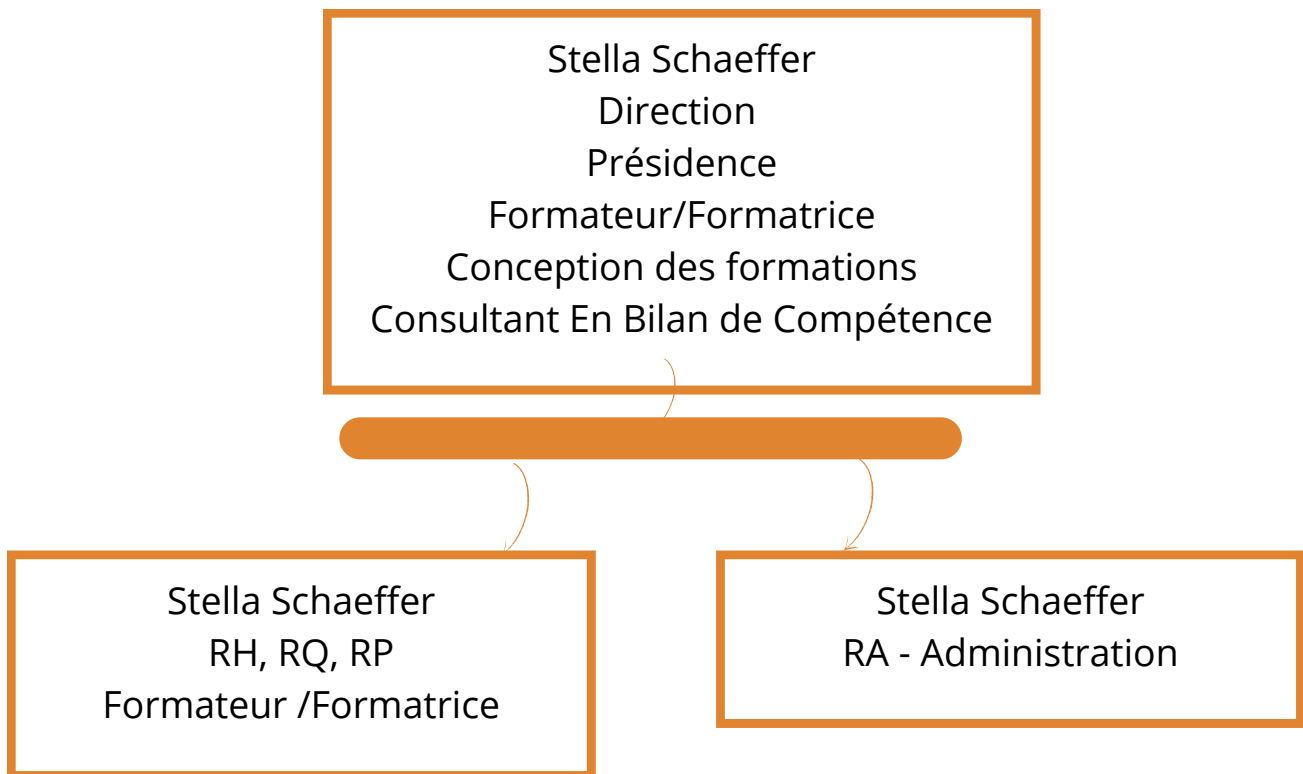 Stella Schaeffer
Direction
Présidence
Formateur/Formatrice
Conception des formations
Consultant En Bilan de Compétence
Stella Schaeffer
RH, RQ, RP
Formateur /Formatrice
Stella Schaeffer
RA - Administration